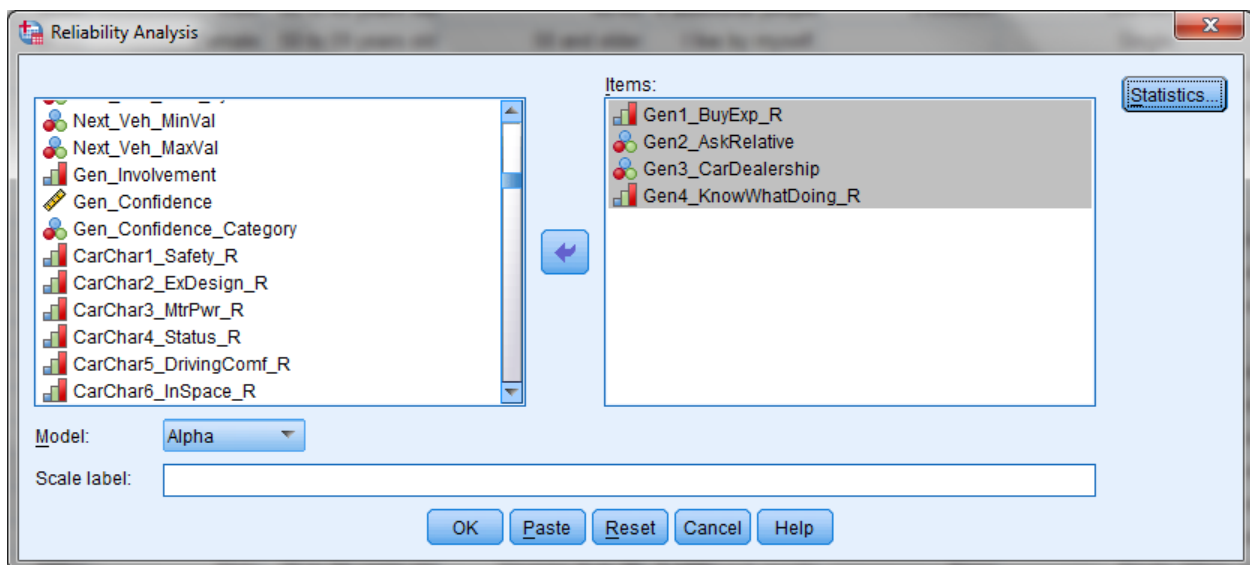 Reliability Analysis
Items:
Statistics...
Next_Veh_MinVal
Next_Veh_MaxVal
Gen_Involvement
Gen_Confidence
Gen_Confidence_Category
CarChar1_Safety_R
CarChar2_ExDesign_R
CarChar3_MtrPwr_R
CarChar4_Status_R
CarChar5_DrivingComf_R
CarChar6_InSpace_R
Gen1_BuyExp_R
Gen2_AskRelative
Gen3_CarDealership
Gen4_KnowWhatDoing_R
Model: Alpha
Scale label:
OK Paste Reset Cancel Help